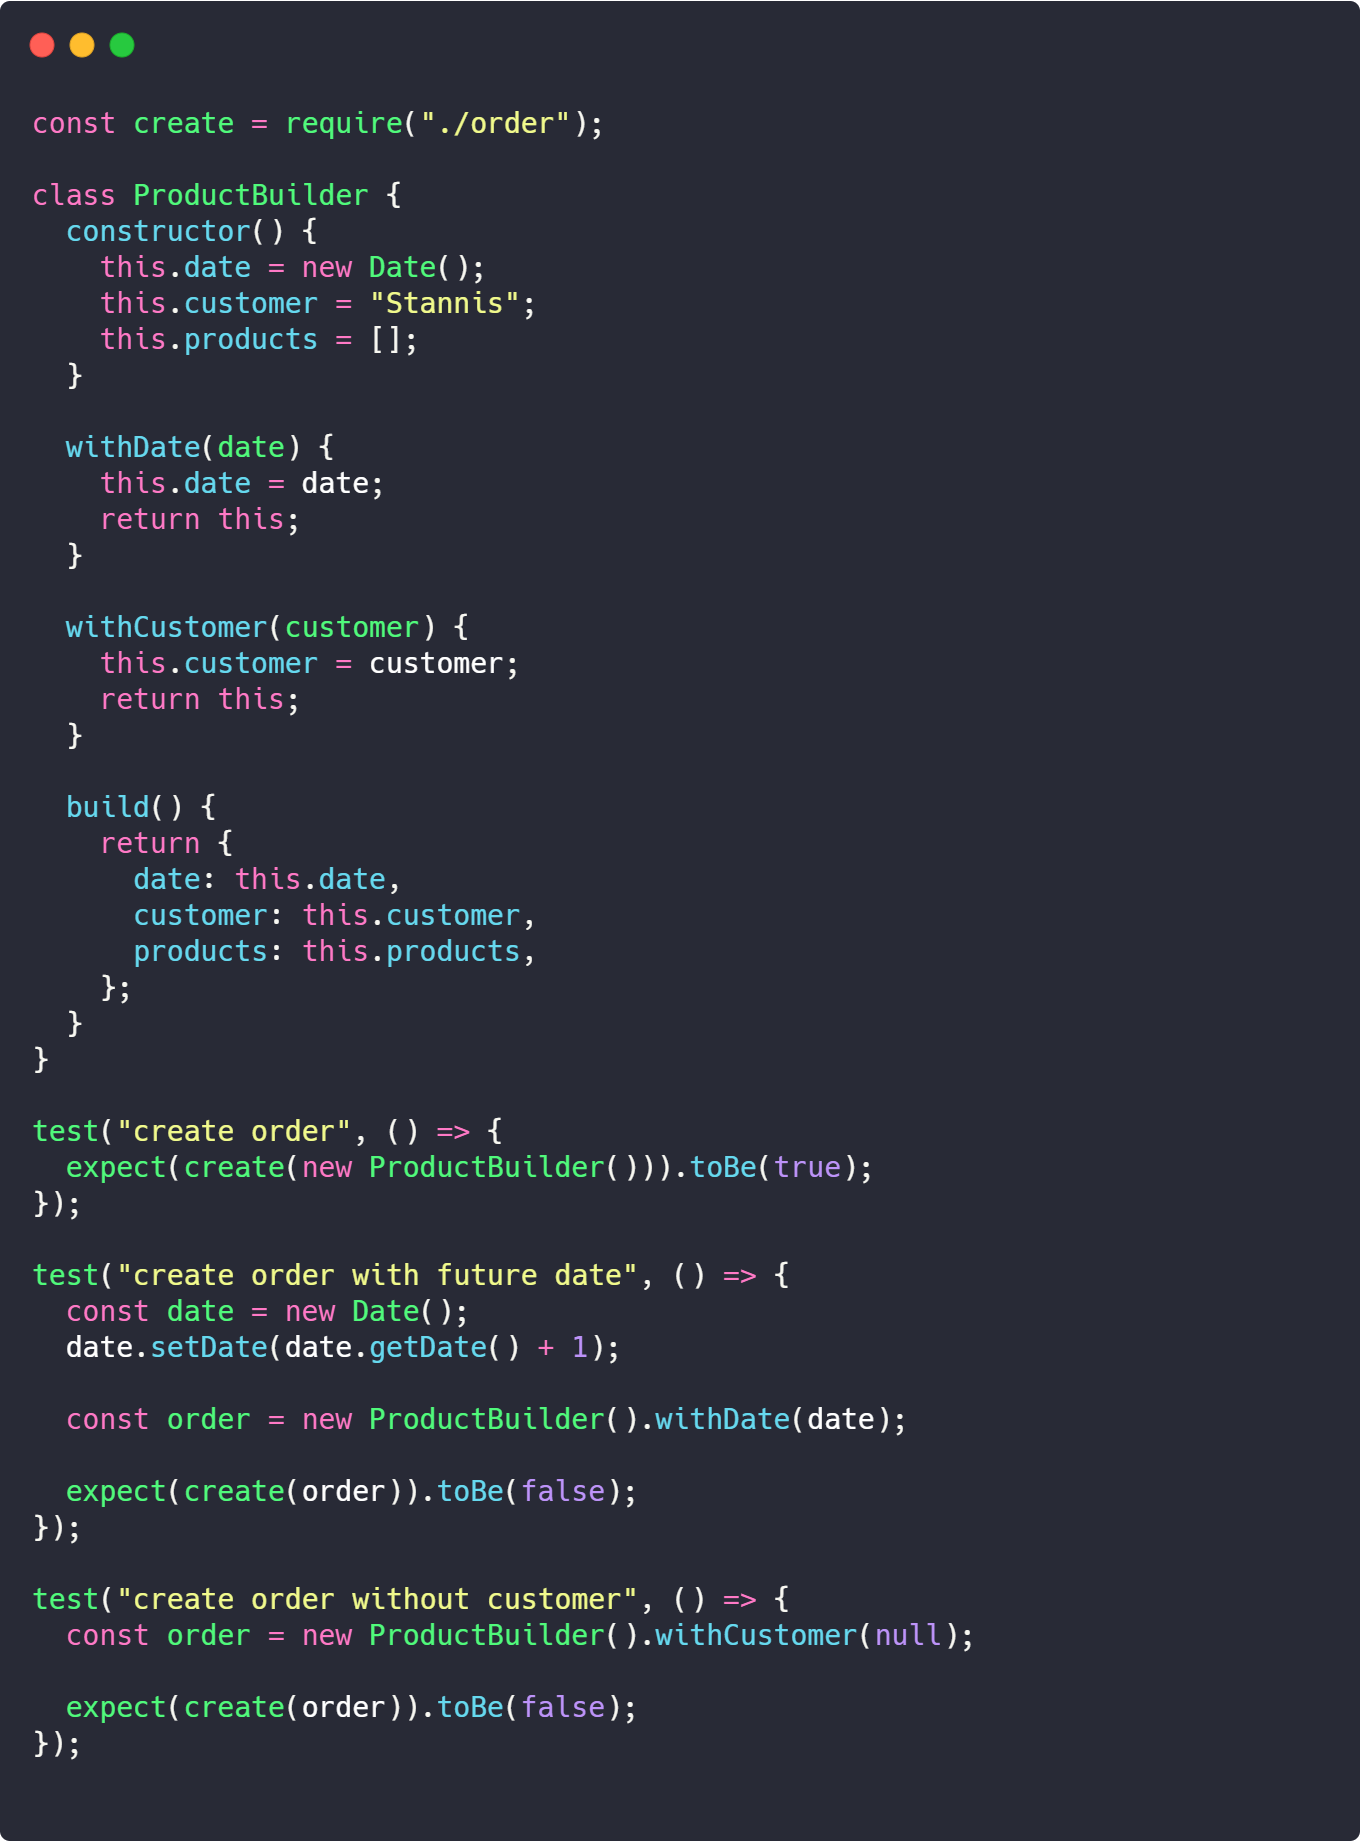 const create = require("./order");

class ProductBuilder {
  constructor() {
    this.date = new Date();
    this.customer = "Stannis";
    this.products = [];
  }

  withDate(date) {
    this.date = date;
    return this;
  }

  withCustomer(customer) {
    this.customer = customer;
    return this;
  }

  build() {
    return {
      date: this.date,
      customer: this.customer,
      products: this.products,
    };
  }
}

test("create order", () => {
  expect(create(new ProductBuilder())).toBe(true);
});

test("create order with future date", () => {
  const date = new Date();
  date.setDate(date.getDate() + 1);

  const order = new ProductBuilder().withDate(date);

  expect(create(order)).toBe(false);
});

test("create order without customer", () => {
  const order = new ProductBuilder().withCustomer(null);

  expect(create(order)).toBe(false);
});